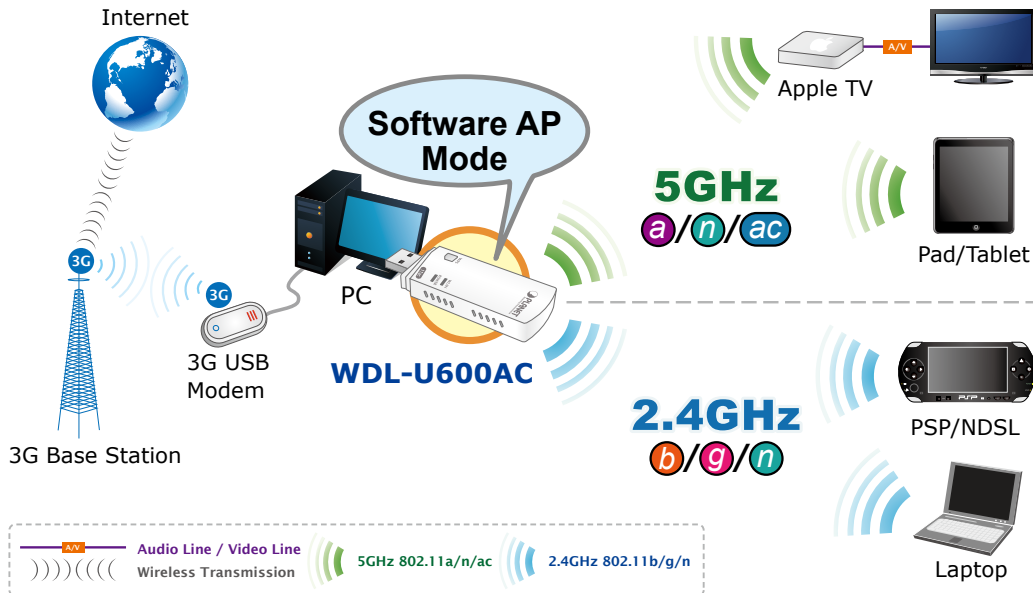 Internet
Software AP
Mode
Apple TV
A/V
5GHz
a/n/ac
Pad/Tablet
3G
3G
PC
PLANET
3G USB
Modem
WDL-U600AC
3G Base Station
2.4GHz
b/g/n
PSP
PSP/NDSL
Laptop
A/V
Audio Line / Video Line
Wireless Transmission
5GHz 802.11a/n/ac
2.4GHz 802.11b/g/n